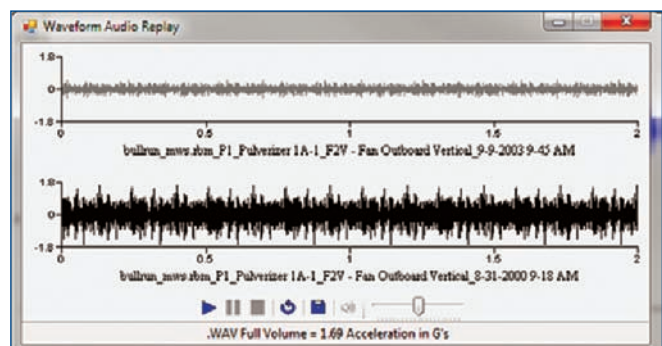 Waveform Audio Replay
1.8
0
-1.8
0 0.5 1 1.5 2
bullrun_mws.rbm_P1_Pulverizer 1A-1_F2V - Fan Outboard Vertical_9-9-2003 9-45 AM
1.8
0
-1.8
0 0.5 1 1.5 2
bullrun_mws.rbm_P1_Pulverizer 1A-1_F2V - Fan Outboard Vertical_8-31-2000 9-18 AM
.WAV Full Volume = 1.69 Acceleration in G's